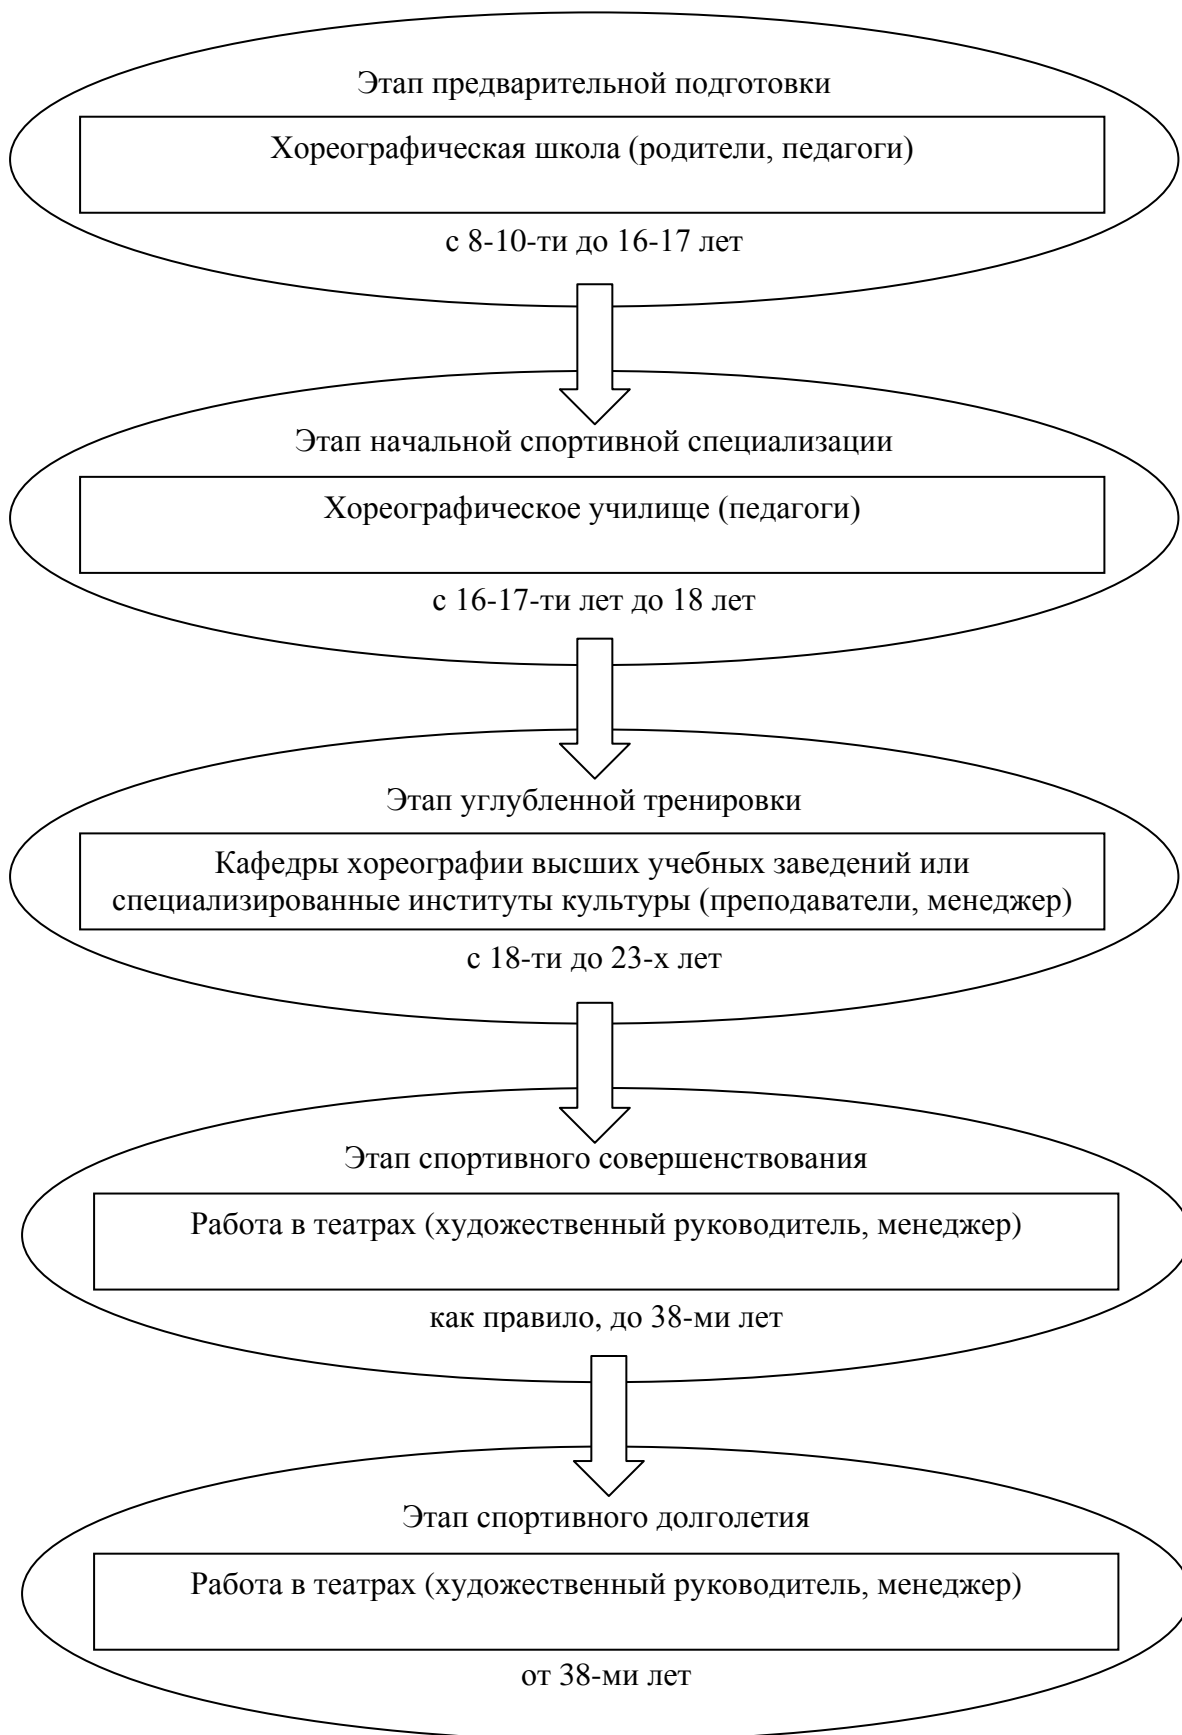 Этап предварительной подготовки
Хореографическая школа (родители, педагоги)
с 8-10-ти до 16-17 лет
Этап начальной спортивной специализации
Хореографическое училище (педагоги)
с 16-17-ти лет до 18 лет
Этап углубленной тренировки
Кафедры хореографии высших учебных заведений или
специализированные институты культуры (преподаватели, менеджер)
с 18-ти до 23-х лет
Этап спортивного совершенствования
Работа в театрах (художественный руководитель, менеджер)
как правило, до 38-ми лет
Этап спортивного долголетия
Работа в театрах (художественный руководитель, менеджер)
от 38-ми лет